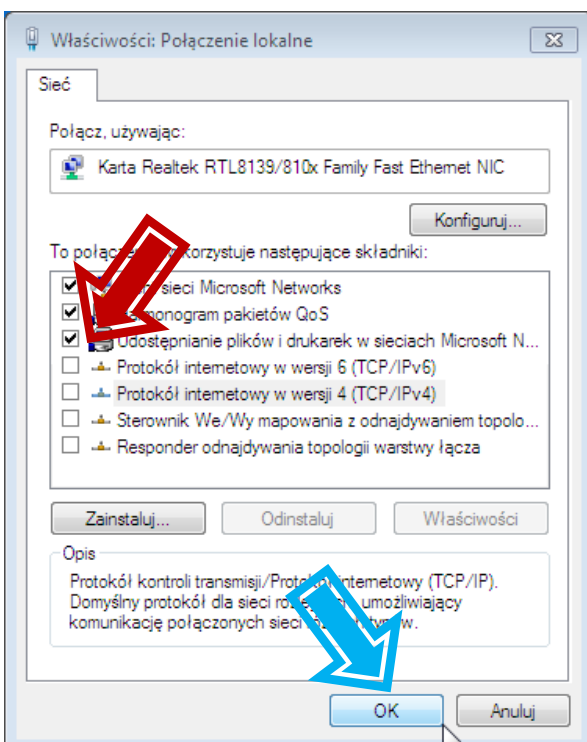 Właściwości: Połączenie lokalne
Sieć
Połącz, używając:
Karta Realtek RTL8139/810x Family Fast Ethernet NIC
Konfiguruj...
To połącze korzystuje następujące składniki:
sieci Microsoft Networks
monogram pakietów QoS
Udostępnianie plików i drukarek w sieciach Microsoft N...
Protokół internetowy w wersji 6 (TCP/IPv6)
Protokół internetowy w wersji 4 (TCP/IPv4)
Sterownik We/Wy mapowania z odnajdywaniem topolo...
Responder odnajdywania topologii warstwy łącza
Zainstaluj... Odinstaluj Właściwości
Opis
Protokół kontroli transmisji/Protokół internetowy (TCP/IP).
Domyślny protokół dla sieci umożliwiający
komunikację połączonych sieci
OK Anuluj